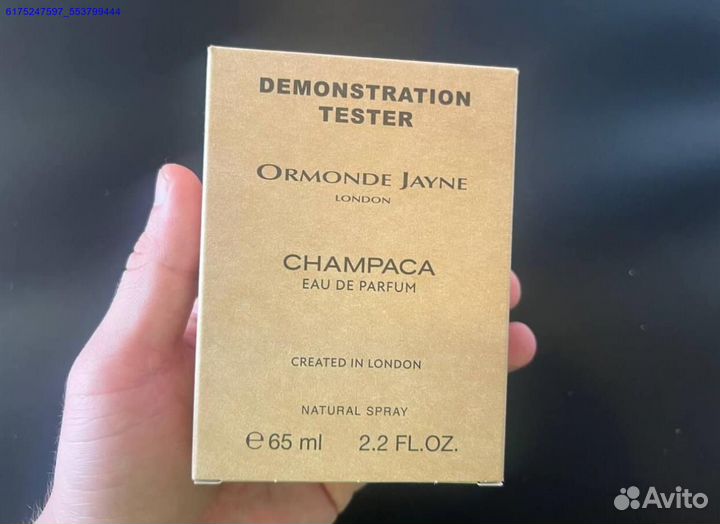 6175247597_553799444
DEMONSTRATION
TESTER
ORMONDE JAYNE
LONDON
CHAMPACA
EAU DE PARFUM
CREATED IN LONDON
NATURAL SPRAY
℮ 65 ml 2.2 FL.OZ.
Avito